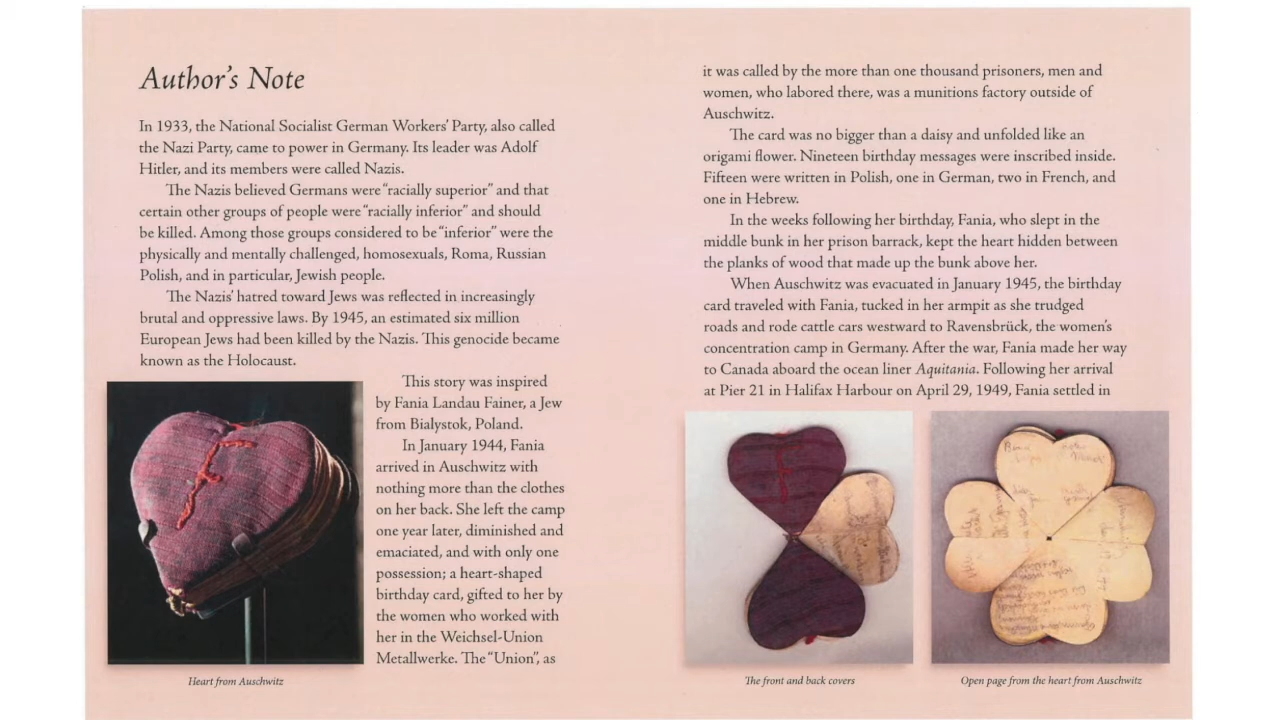 Author's Note
In 1933, the National Socialist German Workers' Party, also called
the Nazi Party, came to power in Germany. Its leader was Adolf
Hitler, and its members were called Nazis.
The Nazis believed Germans were "racially superior" and that
certain other groups of people were "racially inferior" and should
be killed. Among those groups considered to be "inferior" were the
physically and mentally challenged, homosexuals, Roma, Russian
Polish, and in particular, Jewish people.
The Nazis' hatred toward Jews was reflected in increasingly
brutal and oppressive laws. By 1945, an estimated six million
European Jews had been killed by the Nazis. This genocide became
known as the Holocaust.
This story was inspired
by Fania Landau Fainer, a Jew
from Bialystok, Poland.
In January 1944, Fania
arrived in Auschwitz with
nothing more than the clothes
on her back. She left the camp
one year later, diminished and
emaciated, and with only one
possession; a heart-shaped
birthday card, gifted to her by
the women who worked with
her in the Weichsel-Union
Metallwerke. The "Union", as
Heart from Auschwitz
it was called by the more than one thousand prisoners, men and
women, who labored there, was a munitions factory outside of
Auschwitz.
The card was no bigger than a daisy and unfolded like an
origami flower. Nineteen birthday messages were inscribed inside.
Fifteen were written in Polish, one in German, two in French, and
one in Hebrew.
In the weeks following her birthday, Fania, who slept in the
middle bunk in her prison barrack, kept the heart hidden between
the planks of wood that made up the bunk above her.
When Auschwitz was evacuated in January 1945, the birthday
card traveled with Fania, tucked in her armpit as she trudged
roads and rode cattle cars westward to Ravensbrück, the women's
concentration camp in Germany. After the war, Fania made her way
to Canada aboard the ocean liner Aquitania. Following her arrival
at Pier 21 in Halifax Harbour on April 29, 1949, Fania settled in
F
The front and back covers
Open page from the heart from Auschwitz